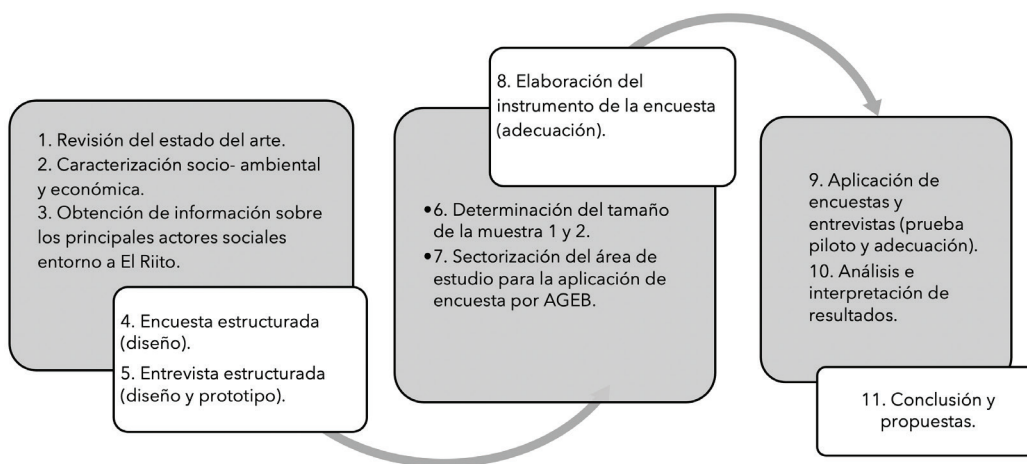 1. Revisión del estado del arte.
2. Caracterización socio- ambiental
y económica.
3. Obtención de información sobre
los principales actores sociales
entorno a El Riito.
4. Encuesta estructurada
(diseño).
5. Entrevista estructurada
(diseño y prototipo).
•6. Determinación del tamaño
de la muestra 1 y 2.
•7. Sectorización del área de
estudio para la aplicación de
encuesta por AGEB.
8. Elaboración del
instrumento de la encuesta
(adecuación).
9. Aplicación de
encuestas y
entrevistas (prueba
piloto y adecuación).
10. Análisis e
interpretación de
resultados.
11. Conclusión y
propuestas.